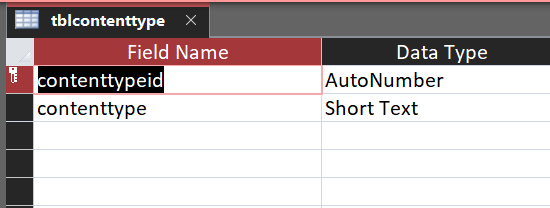 tblcontenttype
Field Name Data Type
contenttypeid AutoNumber
contenttype Short Text